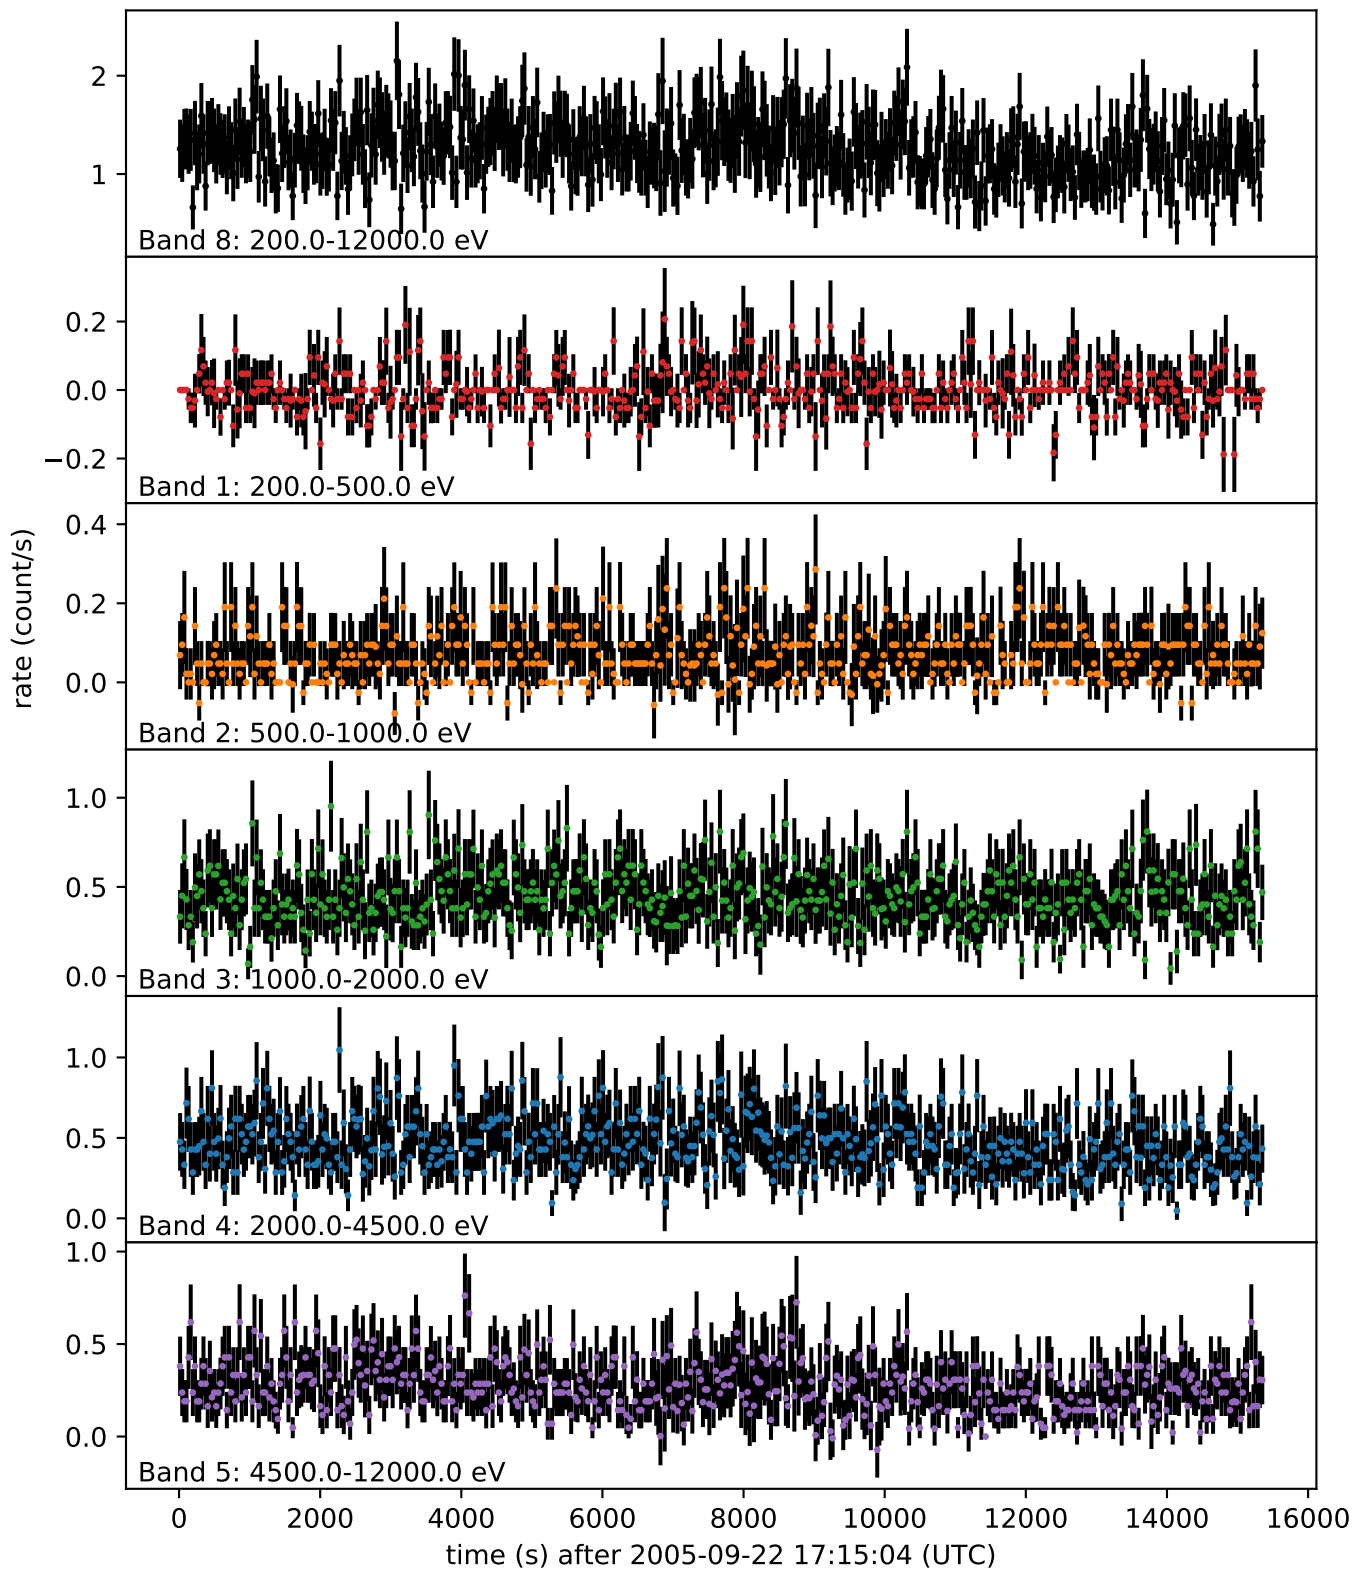 2
1
Band 8: 200.0-12000.0 eV
0.2
0.0
−0.2
Band 1: 200.0-500.0 eV
0.4
0.2
0.0
Band 2: 500.0-1000.0 eV
rate (count/s)
1.0
0.5
0.0
Band 3: 1000.0-2000.0 eV
1.0
0.5
0.0
Band 4: 2000.0-4500.0 eV
1.0
0.5
0.0
Band 5: 4500.0-12000.0 eV
0 2000 4000 6000 8000 10000 12000 14000 16000
time (s) after 2005-09-22 17:15:04 (UTC)